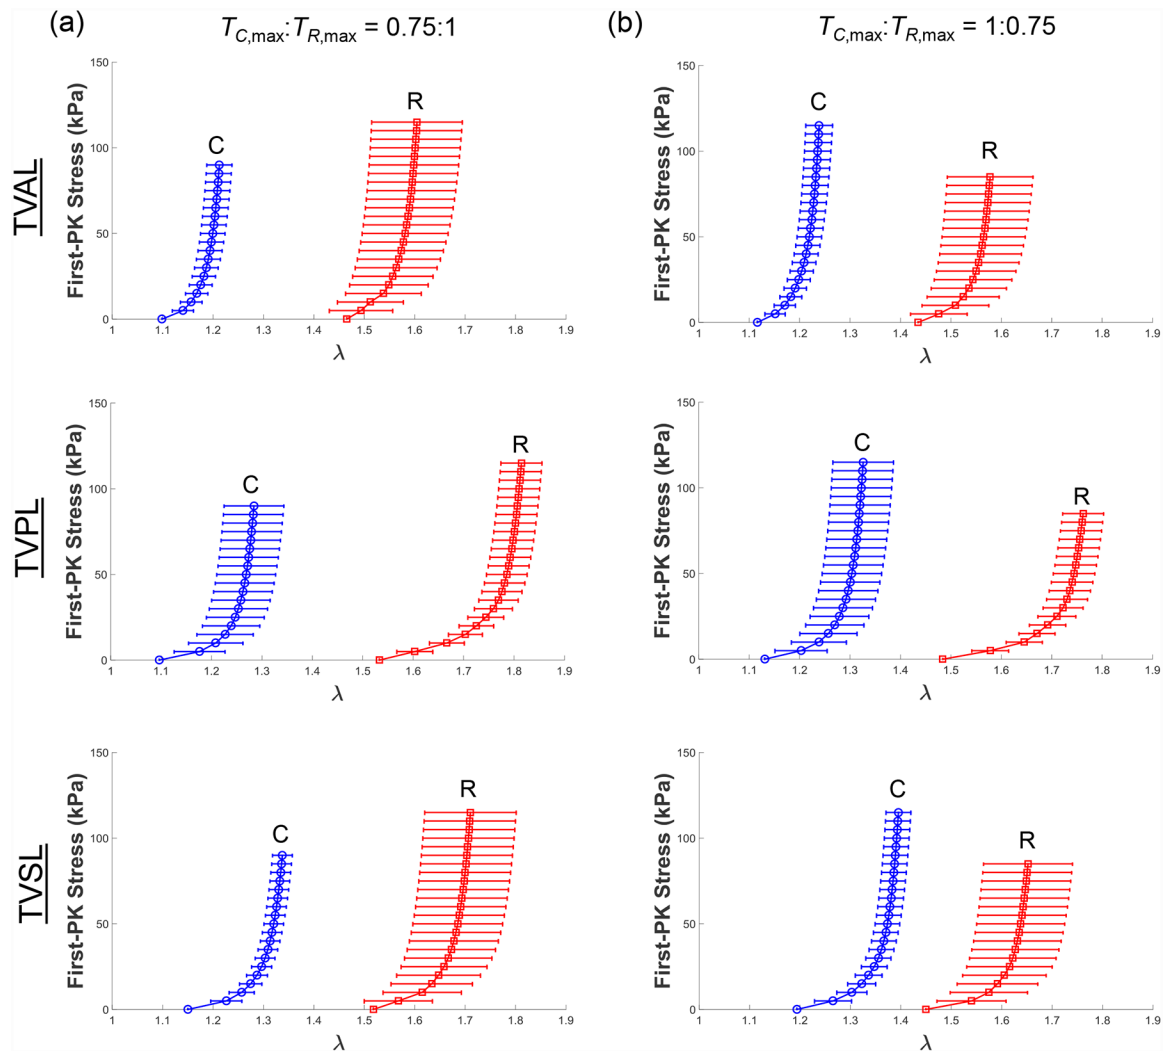 (a)
T_C,max:T_R,max = 0.75:1
(b)
T_C,max:T_R,max = 1:0.75
TVAL
First-PK Stress (kPa)
150
100
50
0
C
R
1 1.1 1.2 1.3 1.4 1.5 1.6 1.7 1.8 1.9
λ
First-PK Stress (kPa)
150
100
50
0
C
R
1 1.1 1.2 1.3 1.4 1.5 1.6 1.7 1.8 1.9
λ
TVPL
First-PK Stress (kPa)
150
100
50
0
C
R
1 1.1 1.2 1.3 1.4 1.5 1.6 1.7 1.8 1.9
λ
First-PK Stress (kPa)
150
100
50
0
C
R
1 1.1 1.2 1.3 1.4 1.5 1.6 1.7 1.8 1.9
λ
TVSL
First-PK Stress (kPa)
150
100
50
0
C
R
1 1.1 1.2 1.3 1.4 1.5 1.6 1.7 1.8 1.9
λ
First-PK Stress (kPa)
150
100
50
0
C
R
1 1.1 1.2 1.3 1.4 1.5 1.6 1.7 1.8 1.9
λ